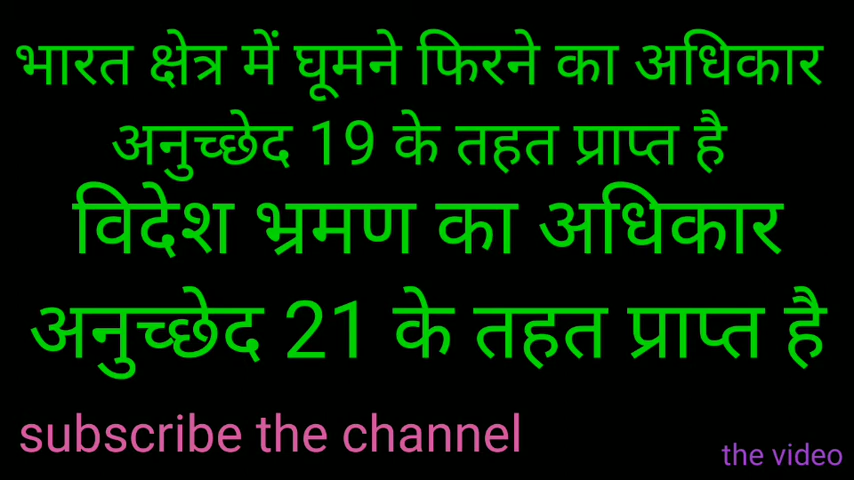 भारत क्षेत्र में घूमने फिरने का अधिकार
अनुच्छेद 19 के तहत प्राप्त है
विदेश भ्रमण का अधिकार
अनुच्छेद 21 के तहत प्राप्त है
subscribe the channel
the video